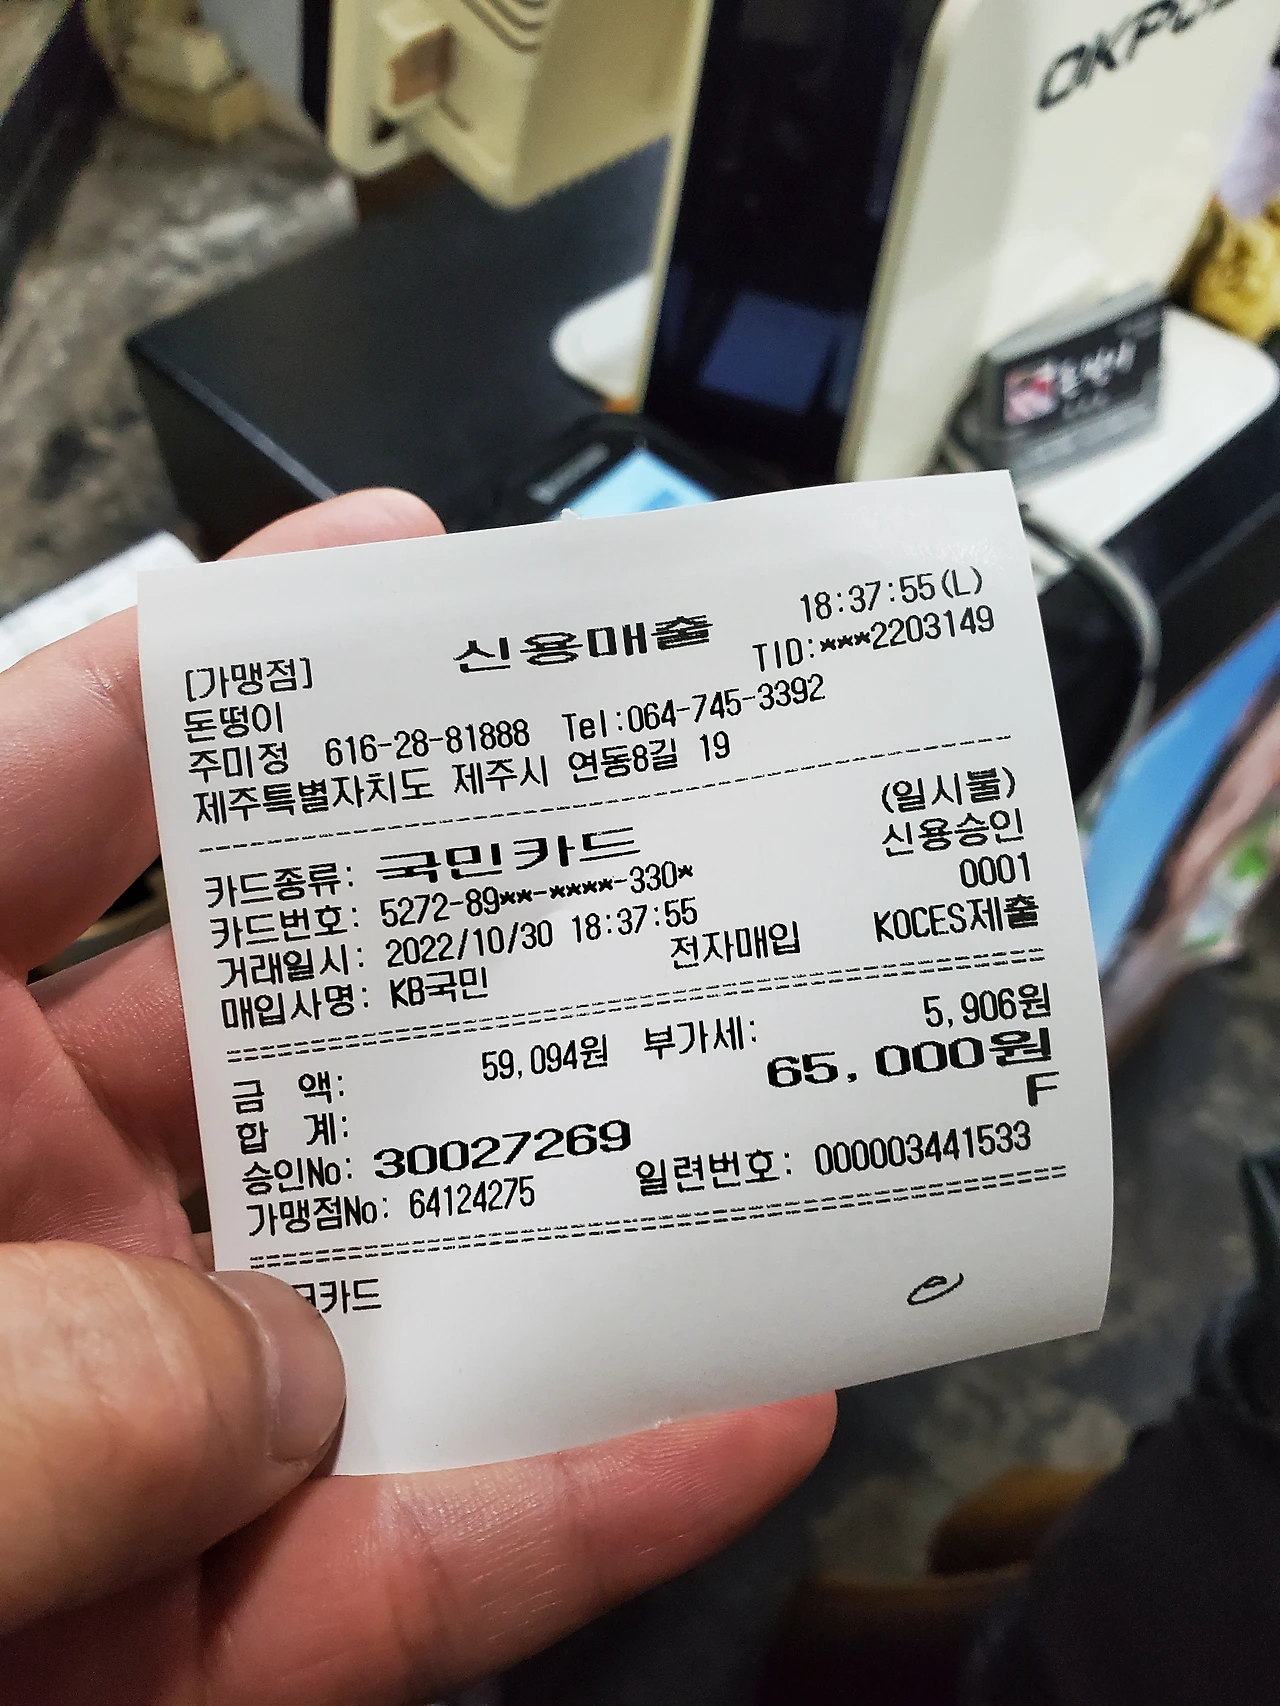 OKPOS
신용매출
18:37:55(L)
[가맹점]
TID:***2203149
돈떵이
주미정 616-28-81888 Tel:064-745-3392
제주특별자치도 제주시 연동8길 19
(일시불)
카드종류: 국민카드
신용승인
카드번호: 5272-89**-****-330*
0001
거래일시: 2022/10/30 18:37:55
매입사명: KB국민 전자매입 KOCES제출
금 액: 59,094원 부가세: 5,906원
합 계: 65,000원
F
승인No: 30027269
가맹점No: 64124275 일련번호: 000003441533
카드